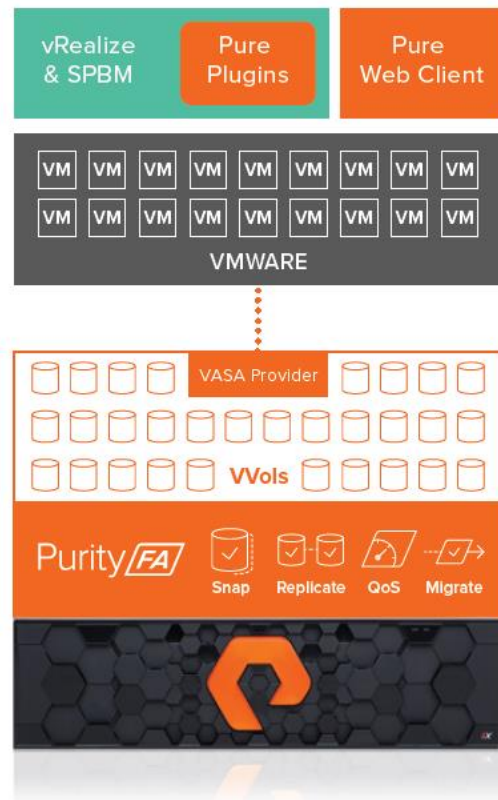 vRealize
& SPBM
Pure
Plugins
Pure
Web Client
VM VM VM VM VM VM VM VM VM
VM VM VM VM VM VM VM VM VM
VMWARE
VASA Provider
VVols
Purity FA
Snap Replicate QoS Migrate